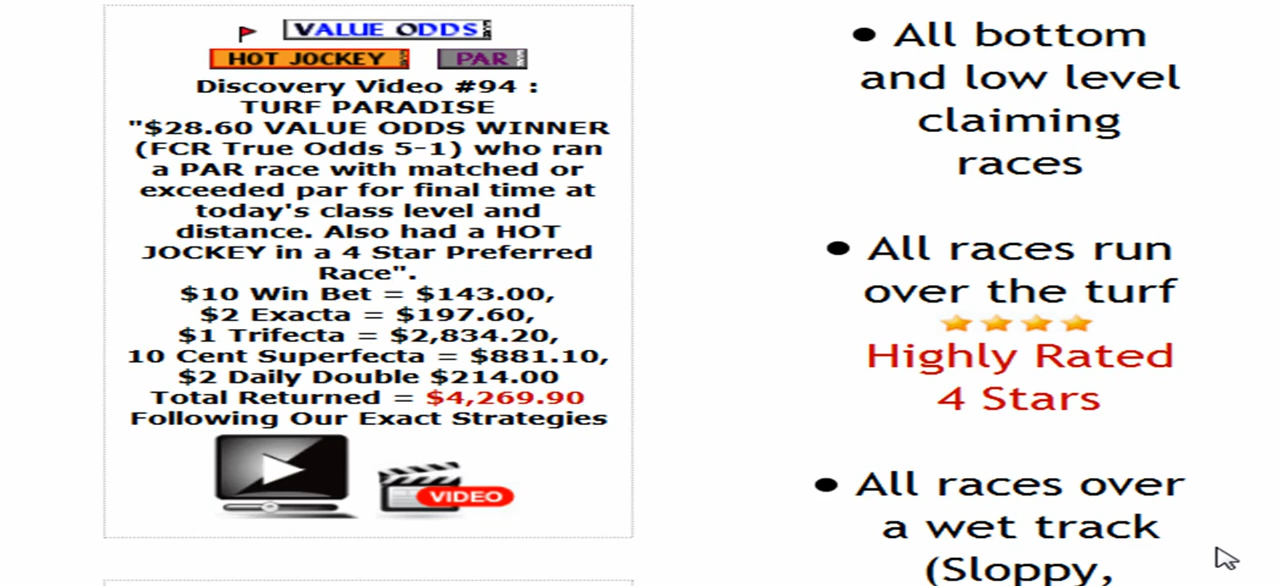 VALUE ODDS
HOT JOCKEY PAR
Discovery Video #94 :
TURF PARADISE
"$28.60 VALUE ODDS WINNER
(FCR True Odds 5-1) who ran
a PAR race with matched or
exceeded par for final time at
today's class level and
distance. Also had a HOT
JOCKEY in a 4 Star Preferred
Race".
$10 Win Bet = $143.00,
$2 Exacta = $197.60,
$1 Trifecta = $2,834.20,
10 Cent Superfecta = $881.10,
$2 Daily Double $214.00
Total Returned = $4,269.90
Following Our Exact Strategies
VIDEO
• All bottom
and low level
claiming
races
• All races run
over the turf
Highly Rated
4 Stars
• All races over
a wet track
(Sloppy,